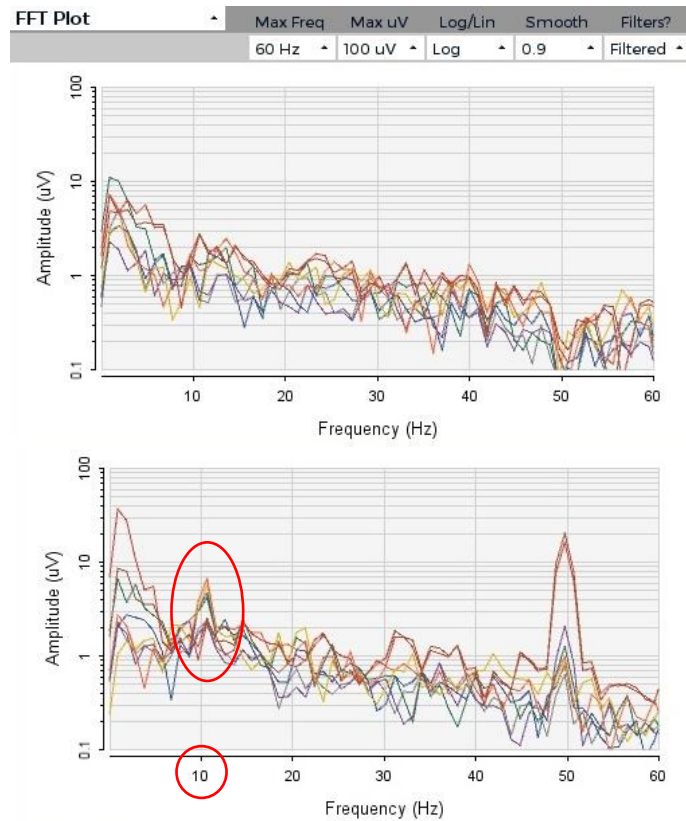 FFT Plot Max Freq Max uV Log/Lin Smooth Filters?
60 Hz 100 uV Log 0.9 Filtered
100
10
1
0.1
Amplitude (uV)
10 20 30 40 50 60
Frequency (Hz)
100
10
1
0.1
Amplitude (uV)
10 20 30 40 50 60
Frequency (Hz)